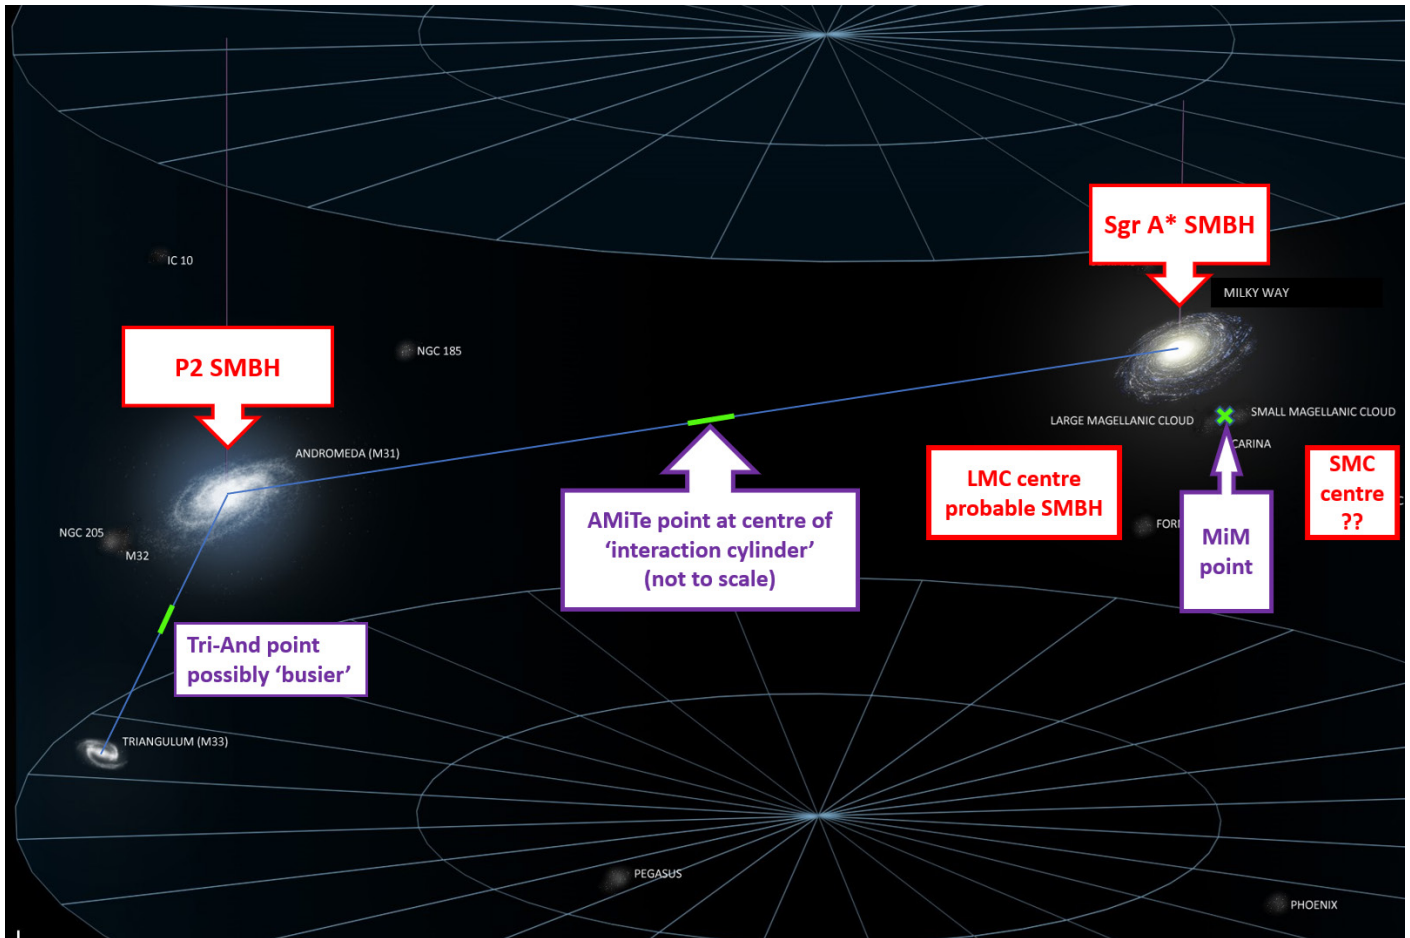 Sgr A* SMBH
IC 10
MILKY WAY
P2 SMBH
NGC 185
LARGE MAGELLANIC CLOUD
SMALL MAGELLANIC CLOUD
CARINA
ANDROMEDA (M31)
LMC centre
probable SMBH
SMC
centre
??
AMiTe point at centre of
‘interaction cylinder’
(not to scale)
MiM
point
NGC 205
M32
Tri-And point
possibly ‘busier’
TRIANGULUM (M33)
PEGASUS
PHOENIX